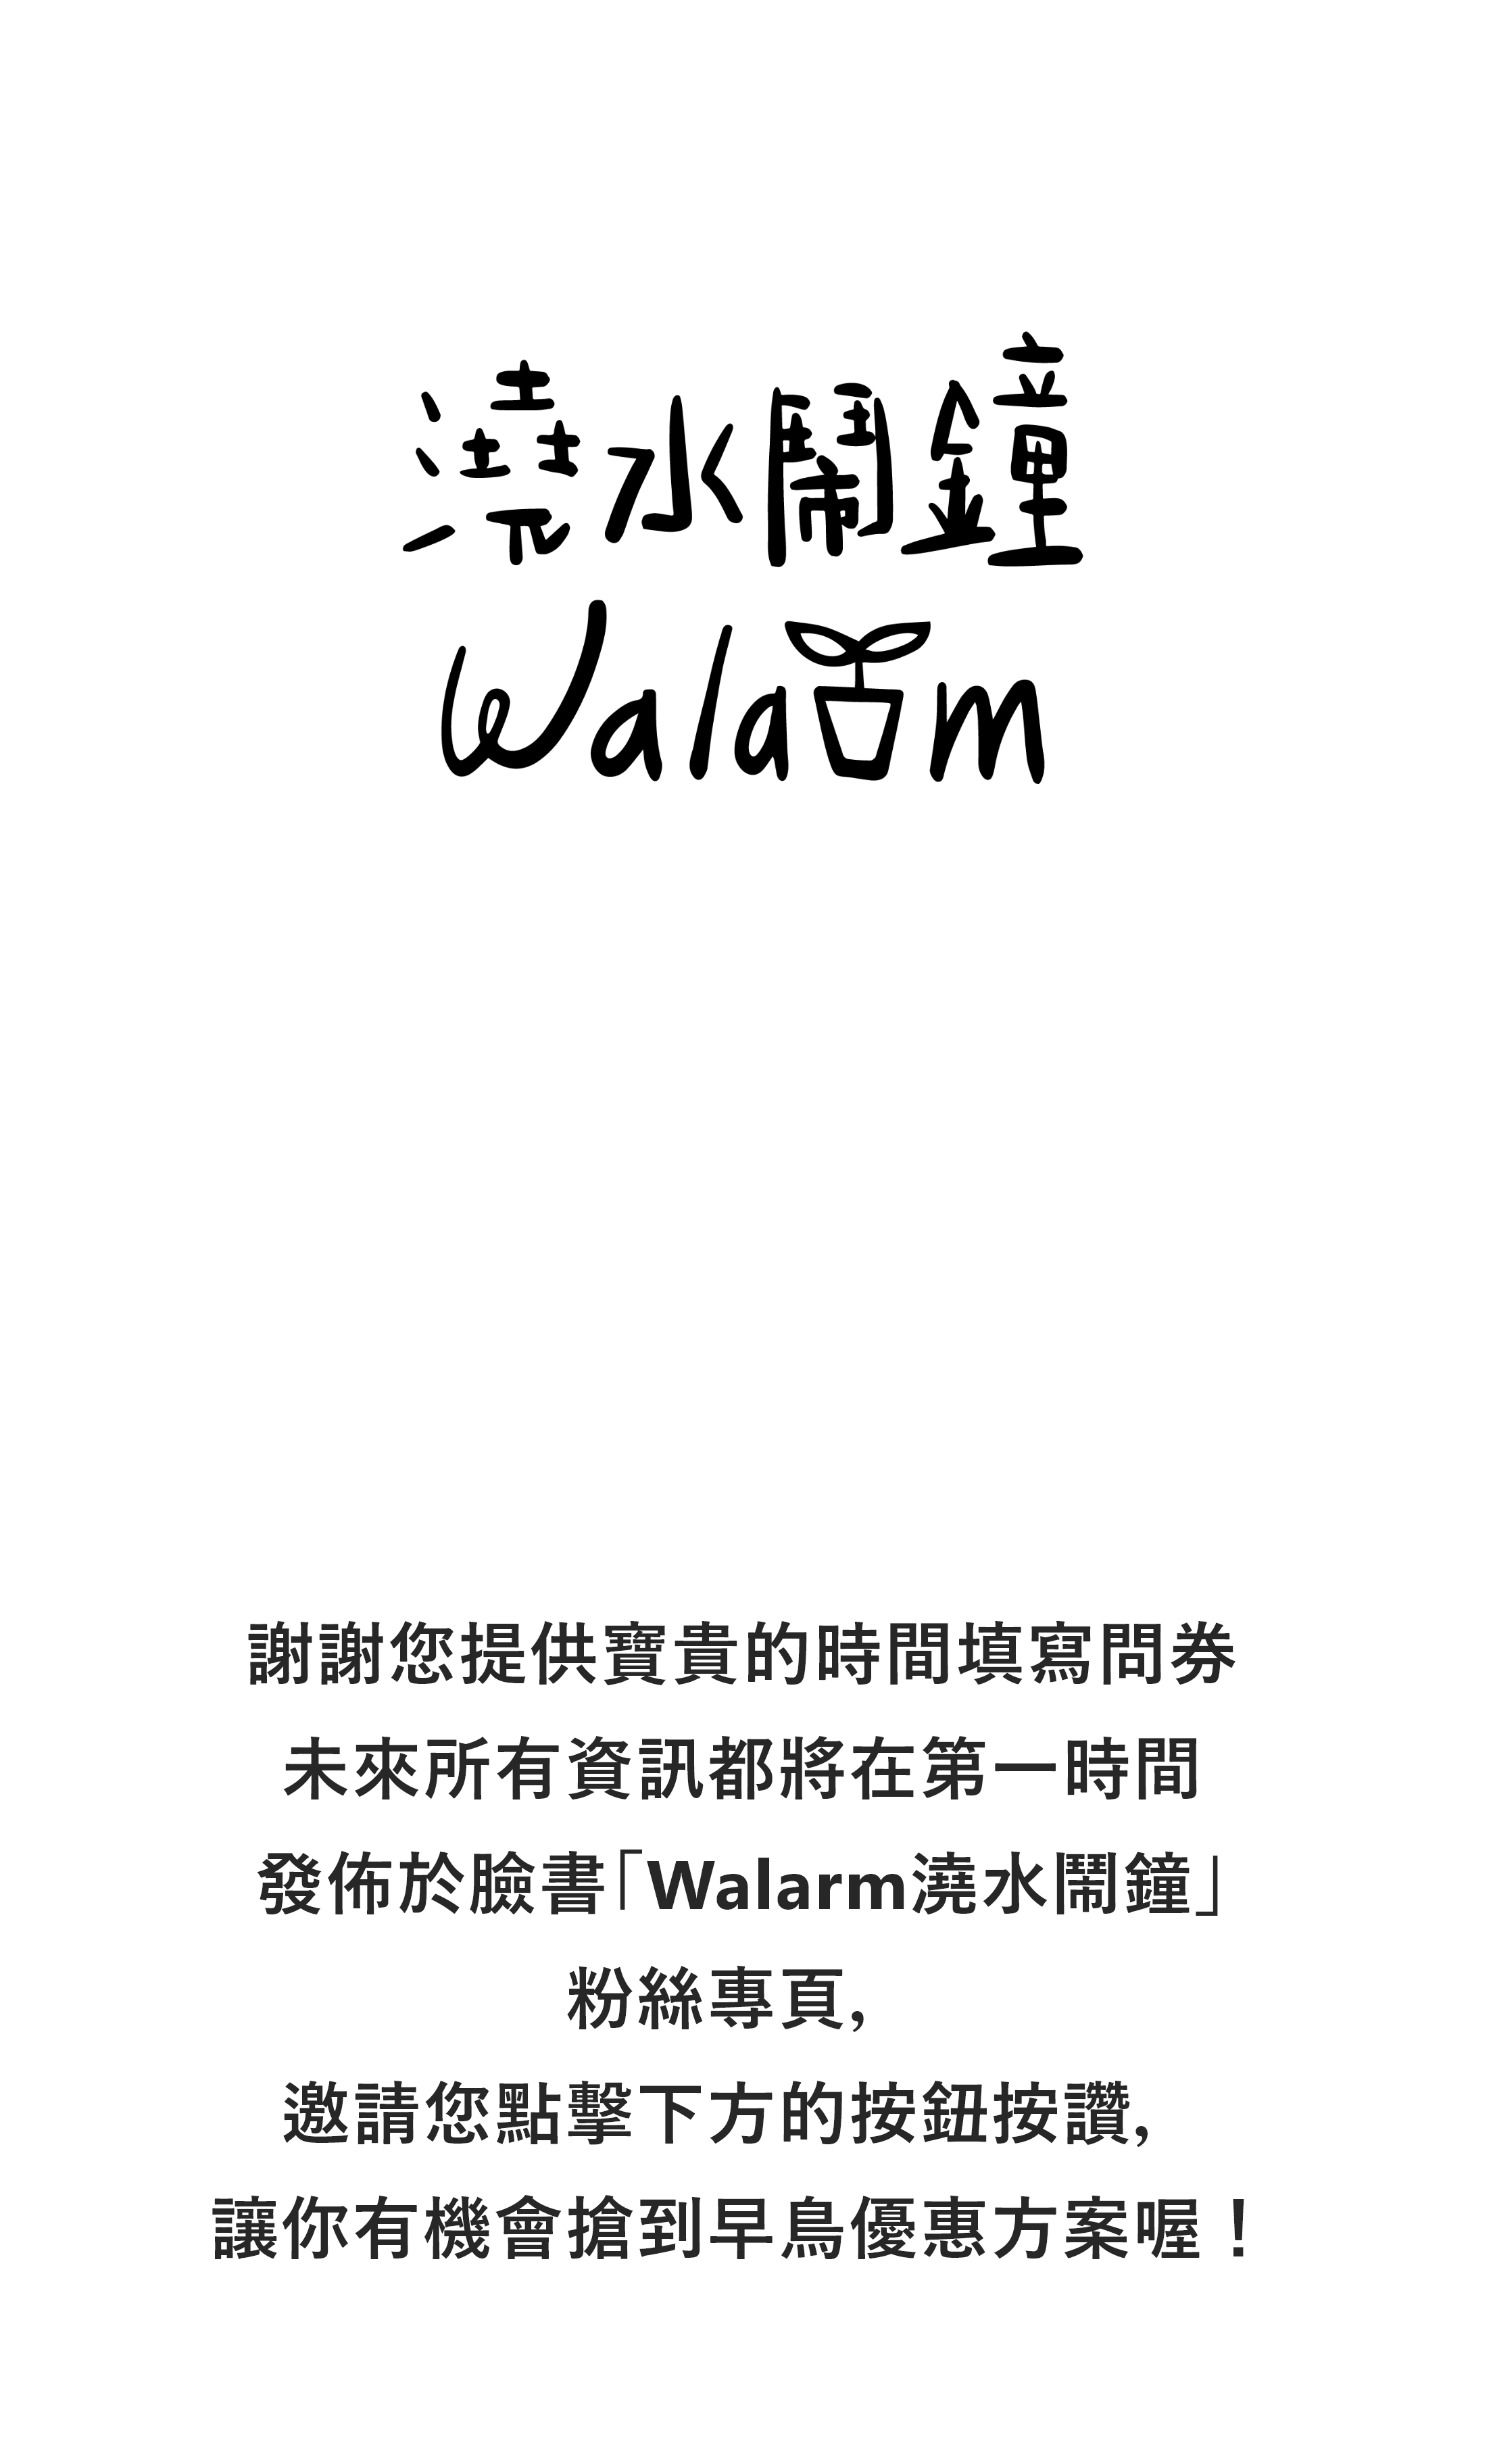 澆水鬧鐘
Walarm
謝謝您提供寶貴的時間填寫問券
未來所有資訊都將在第一時間
發佈於臉書「Walarm澆水鬧鐘」
粉絲專頁，
邀請您點擊下方的按鈕按讚，
讓你有機會搶到早鳥優惠方案喔！